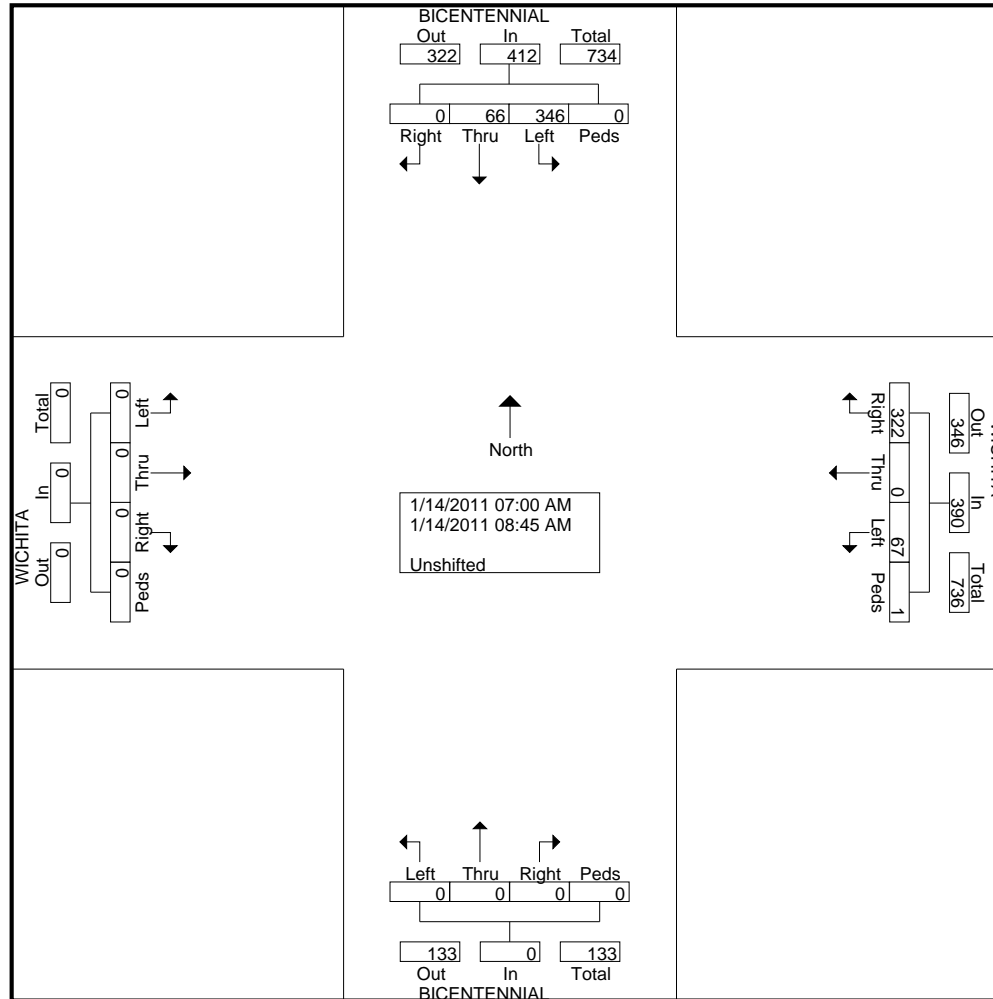 BICENTENNIAL
Out In Total
322 412 734
0 66 346 0
Right Thru Left Peds
WICHITA
Total In Out
0 0 0
0 0 0 0
Left Thru Right Peds
North
1/14/2011 07:00 AM
1/14/2011 08:45 AM
Unshifted
Right Thru Left Peds
322 0 67 1
Out In Total
346 390 736
Left Thru Right Peds
0 0 0 0
133 0 133
Out In Total
BICENTENNIAL